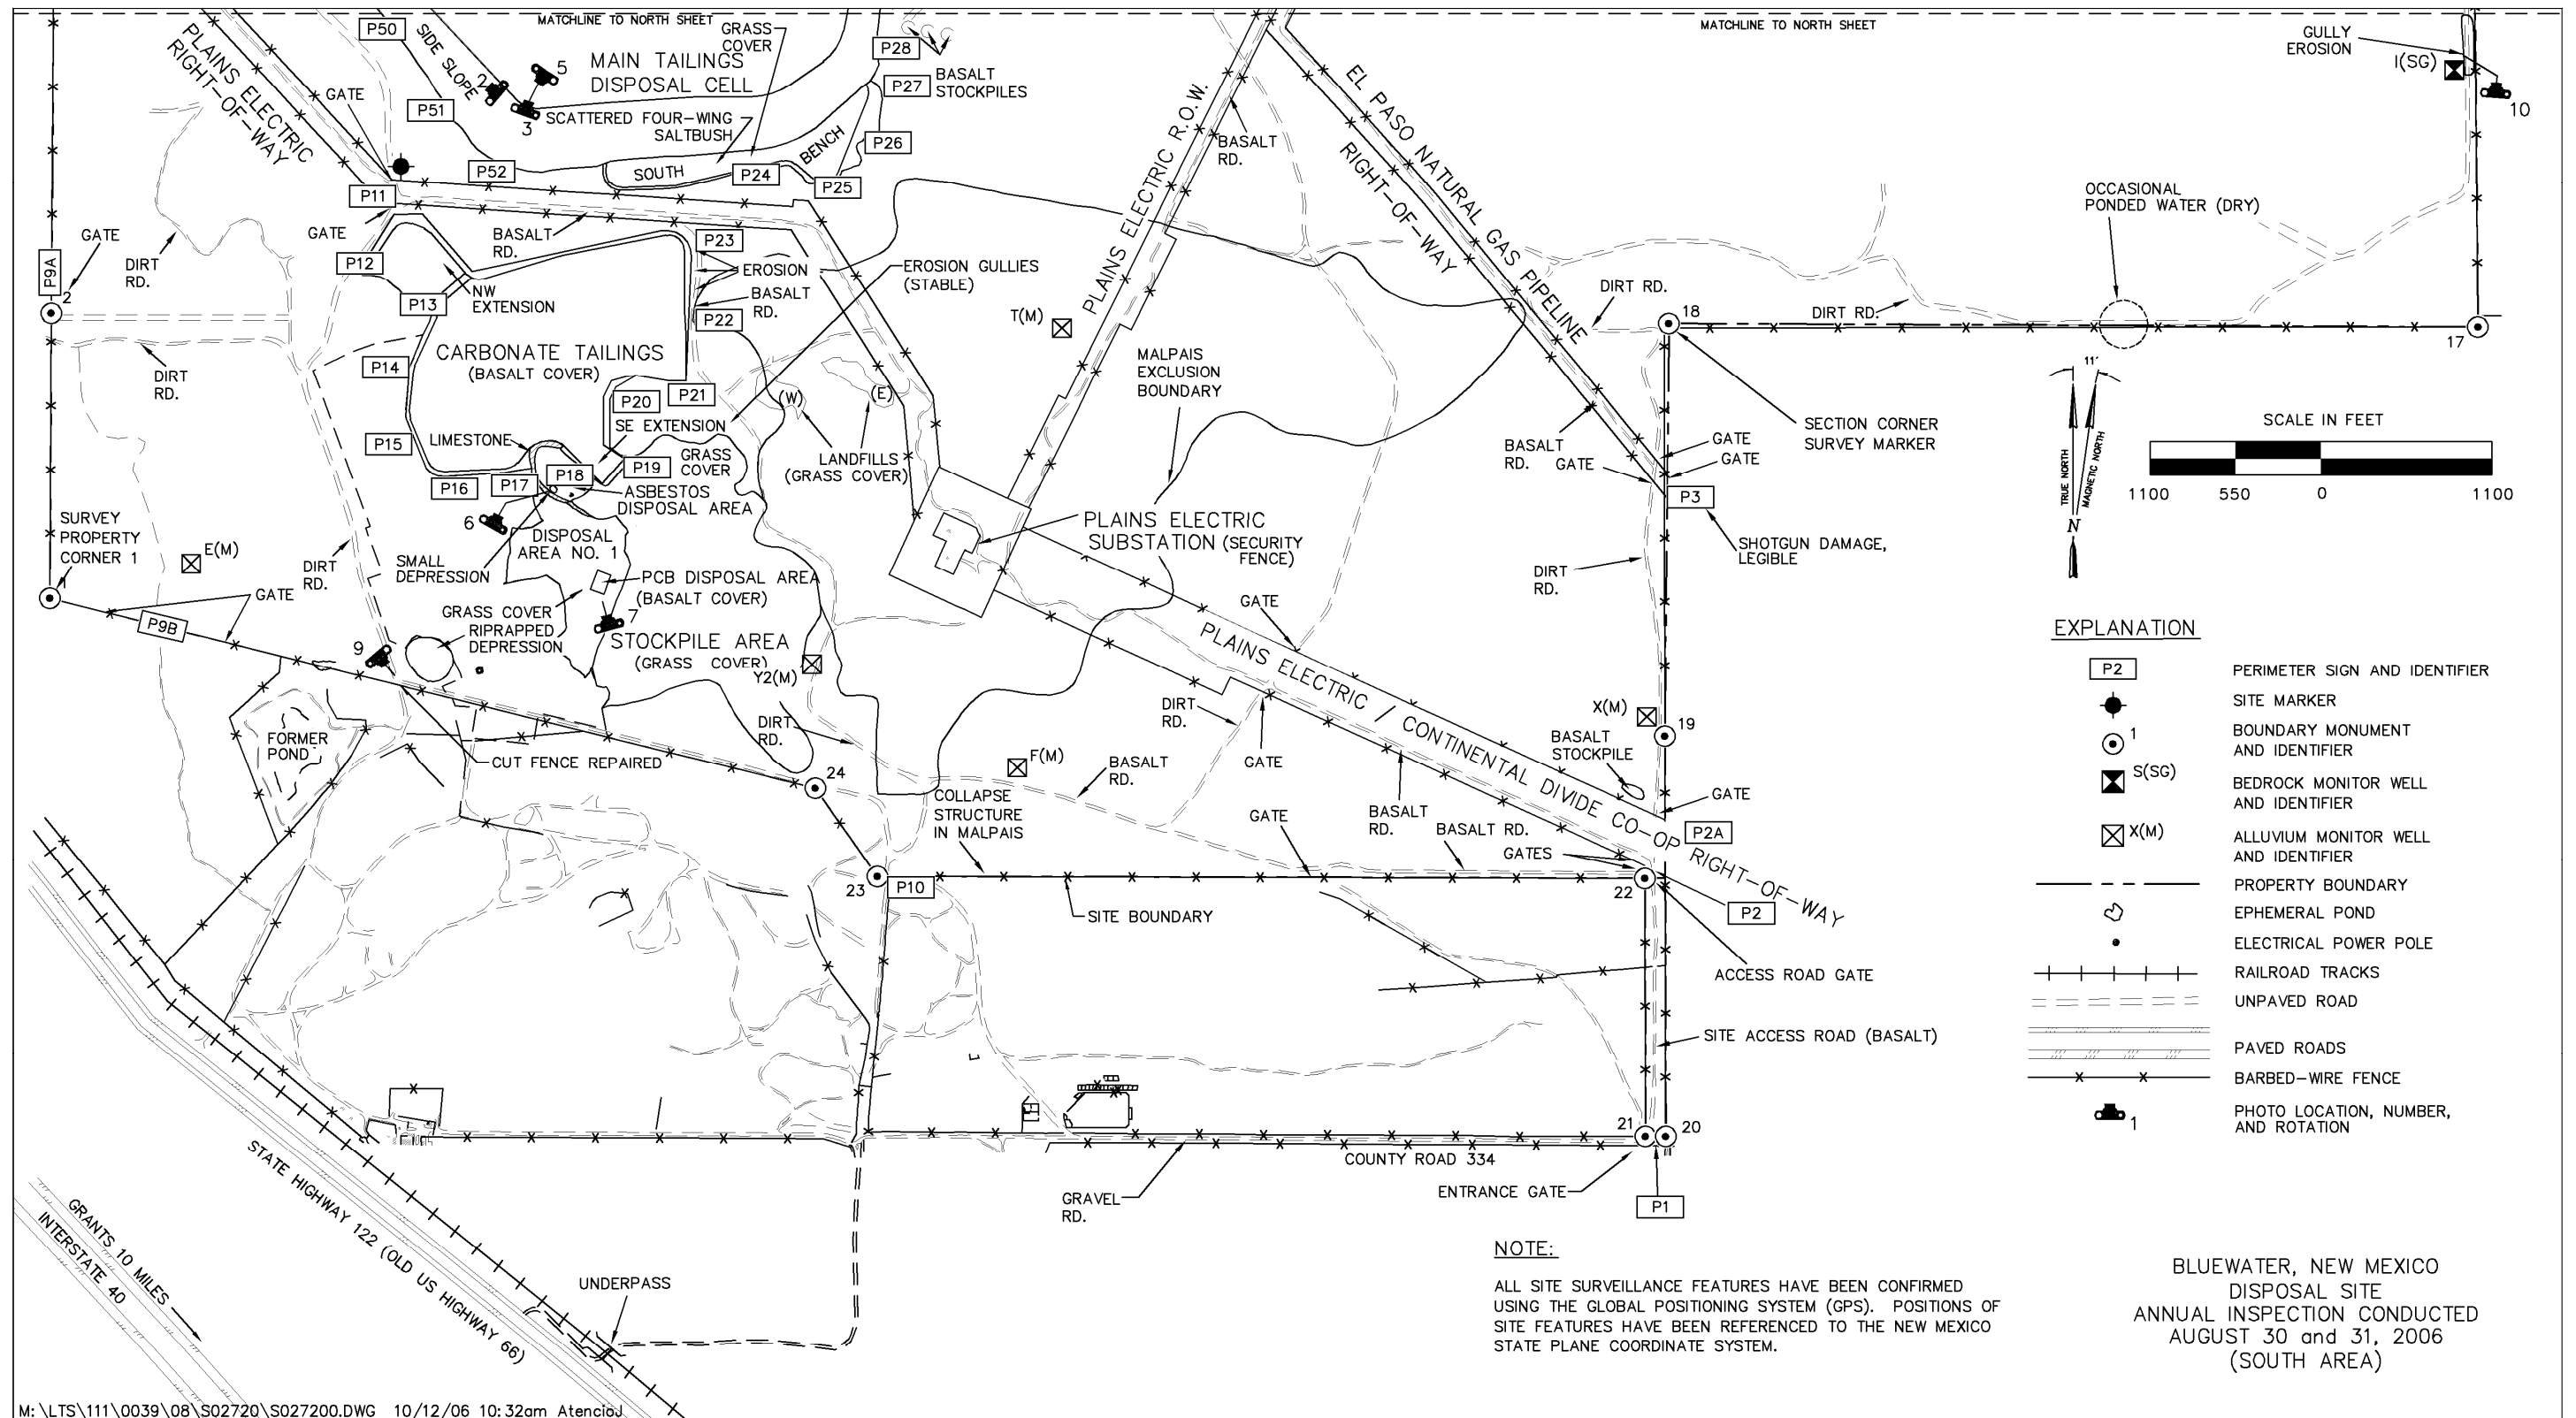 MATCHLINE TO NORTH SHEET
MATCHLINE TO NORTH SHEET
P50
SIDE SLOPE
GRASS
COVER
P28
GULLY
EROSION
PLAINS ELECTRIC
RIGHT-OF-WAY
2
5
MAIN TAILINGS
DISPOSAL CELL
P27
BASALT
STOCKPILES
I(SG)
10
GATE
P51
3
SCATTERED FOUR-WING
SALTBUSH
P26
PLAINS ELECTRIC R.O.W.
BASALT
RD.
EL PASO NATURAL GAS PIPELINE
RIGHT-OF-WAY
P52
SOUTH
BENCH
P24
P25
P11
OCCASIONAL
PONDED WATER (DRY)
GATE
P9A
2
DIRT
RD.
GATE
BASALT
RD.
P23
P12
EROSION
EROSION GULLIES
(STABLE)
NW
EXTENSION
P13
BASALT
RD.
P22
T(M)
DIRT RD.
18
DIRT RD.
17
CARBONATE TAILINGS
(BASALT COVER)
P14
DIRT
RD.
MALPAIS
EXCLUSION
BOUNDARY
11'
P20
P21
(W)
(E)
SE EXTENSION
SECTION CORNER
SURVEY MARKER
SCALE IN FEET
1100 550 0 1100
TRUE NORTH
MAGNETIC NORTH
N
P15
LIMESTONE
P18
P19
GRASS
COVER
LANDFILLS
(GRASS COVER)
BASALT
RD.
GATE
GATE
GATE
P16
P17
ASBESTOS
DISPOSAL AREA
P3
6
SURVEY
PROPERTY
CORNER 1
1
E(M)
DISPOSAL
AREA NO. 1
PLAINS ELECTRIC
SUBSTATION (SECURITY
FENCE)
SHOTGUN DAMAGE,
LEGIBLE
DIRT
RD.
SMALL
DEPRESSION
PCB DISPOSAL AREA
(BASALT COVER)
DIRT
RD.
GATE
GATE
P9B
GRASS COVER
RIPRAPPED
DEPRESSION
7
9
STOCKPILE AREA
(GRASS COVER)
Y2(M)
PLAINS ELECTRIC / CONTINENTAL DIVIDE CO-OP RIGHT-OF-WAY
DIRT
RD.
DIRT
RD.
X(M)
19
FORMER
POND
CUT FENCE REPAIRED
24
F(M)
BASALT
RD.
GATE
BASALT
STOCKPILE
COLLAPSE
STRUCTURE
IN MALPAIS
GATE
BASALT
RD.
BASALT RD.
GATE
P2A
GATES
23
P10
SITE BOUNDARY
22
P2
ACCESS ROAD GATE
SITE ACCESS ROAD (BASALT)
EXPLANATION
P2
PERIMETER SIGN AND IDENTIFIER
SITE MARKER
1
BOUNDARY MONUMENT
AND IDENTIFIER
S(SG)
BEDROCK MONITOR WELL
AND IDENTIFIER
X(M)
ALLUVIUM MONITOR WELL
AND IDENTIFIER
PROPERTY BOUNDARY
EPHEMERAL POND
ELECTRICAL POWER POLE
RAILROAD TRACKS
UNPAVED ROAD
PAVED ROADS
BARBED-WIRE FENCE
1
PHOTO LOCATION, NUMBER,
AND ROTATION
21
20
COUNTY ROAD 334
GRAVEL
RD.
ENTRANCE GATE
P1
STATE HIGHWAY 122 (OLD US HIGHWAY 66)
GRANTS 10 MILES
INTERSTATE 40
UNDERPASS
NOTE:
ALL SITE SURVEILLANCE FEATURES HAVE BEEN CONFIRMED
USING THE GLOBAL POSITIONING SYSTEM (GPS). POSITIONS OF
SITE FEATURES HAVE BEEN REFERENCED TO THE NEW MEXICO
STATE PLANE COORDINATE SYSTEM.
BLUEWATER, NEW MEXICO
DISPOSAL SITE
ANNUAL INSPECTION CONDUCTED
AUGUST 30 and 31, 2006
(SOUTH AREA)
M:\LTS\111\0039\08\S02720\S027200.DWG 10/12/06 10:32am AtencioJ